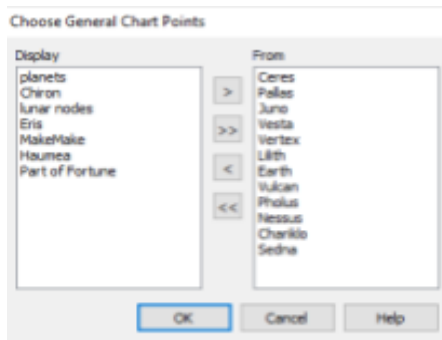 Choose General Chart Points
Display
planets
Chiron
lunar nodes
Eris
MakeMake
Haumea
Part of Fortune
>
>>
<
<<
From
Ceres
Pallas
Juno
Vesta
Vertex
Lilith
Earth
Vulcan
Pholus
Nessus
Chariklo
Sedna
OK
Cancel
Help